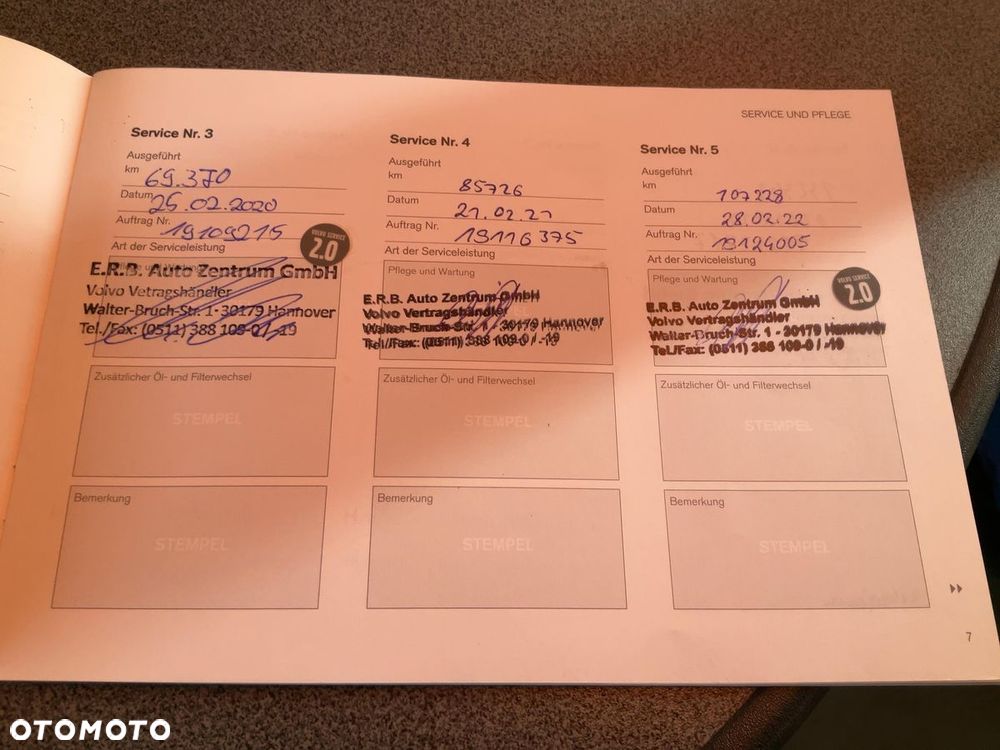 SERVICE UND PFLEGE
Service Nr. 3
Ausgeführt
km 69.370
Datum 25.02.2020
Auftrag Nr. 19109215
Art der Serviceleistung
VOLVO SERVICE
2.0
E.R.B. Auto Zentrum GmbH
Volvo Vetragshändler
Walter-Bruch-Str. 1 - 30179 Hannover
Tel./Fax: (0511) 388 109-0/ -19
Zusätzlicher Öl- und Filterwechsel
STEMPEL
Bemerkung
STEMPEL
Service Nr. 4
Ausgeführt
km 85726
Datum 21.02.21
Auftrag Nr. 19116375
Art der Serviceleistung
Pflege und Wartung
E.R.B. Auto Zentrum GmbH
Volvo Vertragshändler
Walter-Bruch-Str. 1 - 30179 Hannover
Tel/Fax: (0511) 388 109-0 / -19
Zusätzlicher Öl- und Filterwechsel
STEMPEL
Bemerkung
STEMPEL
Service Nr. 5
Ausgeführt
km 107228
Datum 28.02.22
Auftrag Nr. 19124005
Art der Serviceleistung
Pflege und Wartung
VOLVO SERVICE
2.0
E.R.B. Auto Zentrum GmbH
Volvo Vertragshändler
Walter-Bruch-Str. 1 - 30179 Hannover
Tel./Fax: (0511) 388 109-0 / -19
Zusätzlicher Öl- und Filterwechsel
STEMPEL
Bemerkung
STEMPEL
7
OTOMOTO